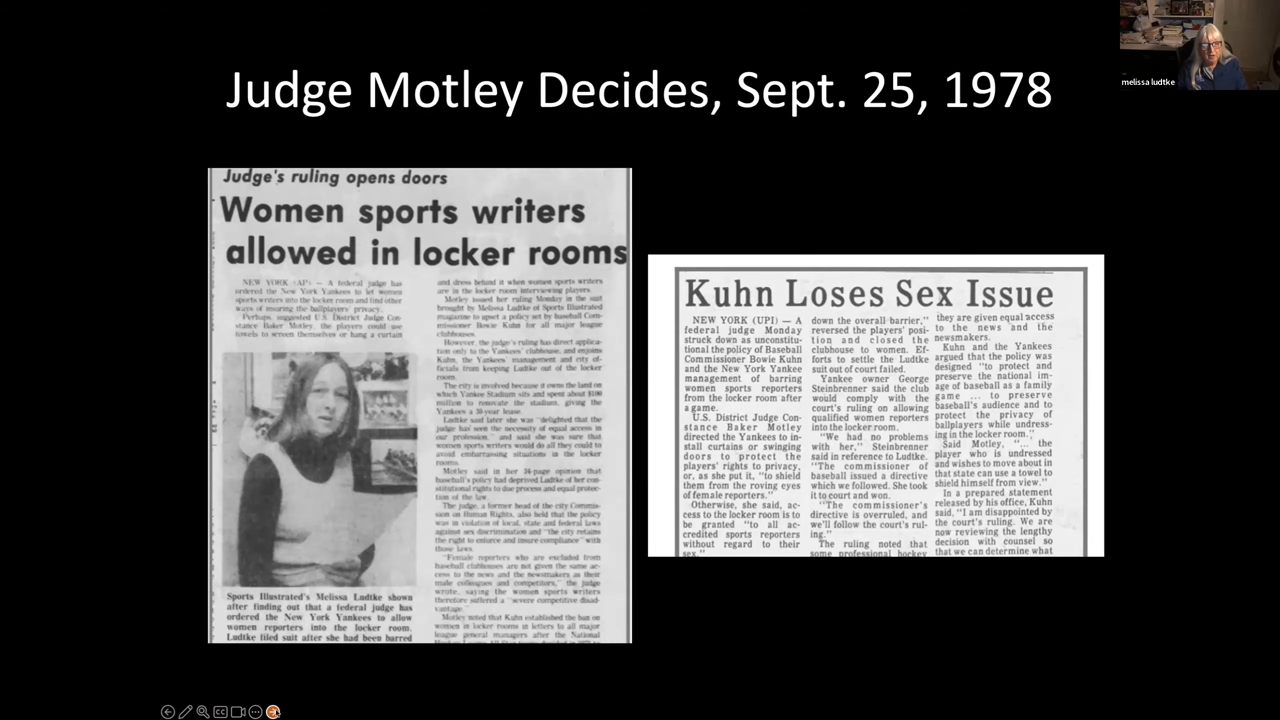 Judge Motley Decides, Sept. 25, 1978
melissa ludtke
Judge's ruling opens doors
Women sports writers
allowed in locker rooms
NEW YORK (AP) — A federal judge has
ordered the New York Yankees to let women
sports writers into the locker room and find other
ways of insuring the ballplayers' privacy.
Perhaps, suggested U.S. District Judge Con-
stance Baker Motley, the players could use
towels to screen themselves or hang a curtain
Sports Illustrated's Melissa Ludtke shown
after finding out that a federal judge has
ordered the New York Yankees to allow
women reporters into the locker room.
Ludtke filed suit after she had been barred
and dress behind it when women sports writers
are in the locker room interviewing players.
Motley issued her ruling Monday in the suit
brought by Melissa Ludtke of Sports Illustrated
magazine to upset a policy set by baseball Com-
missioner Bowie Kuhn for all major league
clubhouses.
However, the judge's ruling has direct applica-
tion only to the Yankees' clubhouse, and enjoins
Kuhn, the Yankees' management and city of-
ficials from keeping Ludtke out of the locker
room.
The city is involved because it owns the land on
which Yankee Stadium sits and spent about $100
million to renovate the stadium, giving the
Yankees a 30-year lease.
Ludtke said later she was "delighted that the
judge has seen the necessity of equal access in
our profession," and said she was sure that
women sports writers would do all they could to
avoid embarrassing situations in the locker
rooms.
Motley said in her 24-page opinion that
baseball's policy had deprived Ludtke of her con-
stitutional rights to due process and equal protec-
tion of the law.
The judge, a former head of the city Commis-
sion on Human Rights, also held that the policy
was in violation of local, state and federal laws
against sex discrimination and "the city retains
the right to enforce and insure compliance" with
those laws.
"Female reporters who are excluded from
baseball clubhouses are not given the same ac-
cess to the news and the newsmakers as their
male colleagues and competitors," the judge
wrote, saying the women sports writers
therefore suffered a "severe competitive disad-
vantage."
Motley noted that Kuhn established the ban on
women in locker rooms in letters to all major
league general managers after the National
Kuhn Loses Sex Issue
NEW YORK (UPI) — A
federal judge Monday
struck down as unconstitu-
tional the policy of Baseball
Commissioner Bowie Kuhn
and the New York Yankee
management of barring
women sports reporters
from the locker room after
a game.
U.S. District Judge Con-
stance Baker Motley
directed the Yankees to in-
stall curtains or swinging
doors to protect the
players' rights to privacy,
or, as she put it, "to shield
them from the roving eyes
of female reporters."
Otherwise, she said, ac-
cess to the locker room is to
be granted "to all ac-
credited sports reporters
without regard to their
sex."
down the overall barrier,"
reversed the players' posi-
tion and closed the
clubhouse to women. Ef-
forts to settle the Ludtke
suit out of court failed.
Yankee owner George
Steinbrenner said the club
would comply with the
court's ruling on allowing
qualified women reporters
into the locker room.
"We had no problems
with her," Steinbrenner
said in reference to Ludtke.
"The commissioner of
baseball issued a directive
which we followed. She took
it to court and won.
"The commissioner's
directive is overruled, and
we'll follow the court's rul-
ing."
The ruling noted that
some professional hockey
they are given equal access
to the news and the
newsmakers.
Kuhn and the Yankees
argued that the policy was
designed "to protect and
preserve the national im-
age of baseball as a family
game ... to preserve
baseball's audience and to
protect the privacy of
ballplayers while undress-
ing in the locker room."
Said Motley, "... the
player who is undressed
and wishes to move about in
that state can use a towel to
shield himself from view."
In a prepared statement
released by his office, Kuhn
said, "I am disappointed by
the court's ruling. We are
now reviewing the lengthy
decision with counsel so
that we can determine what